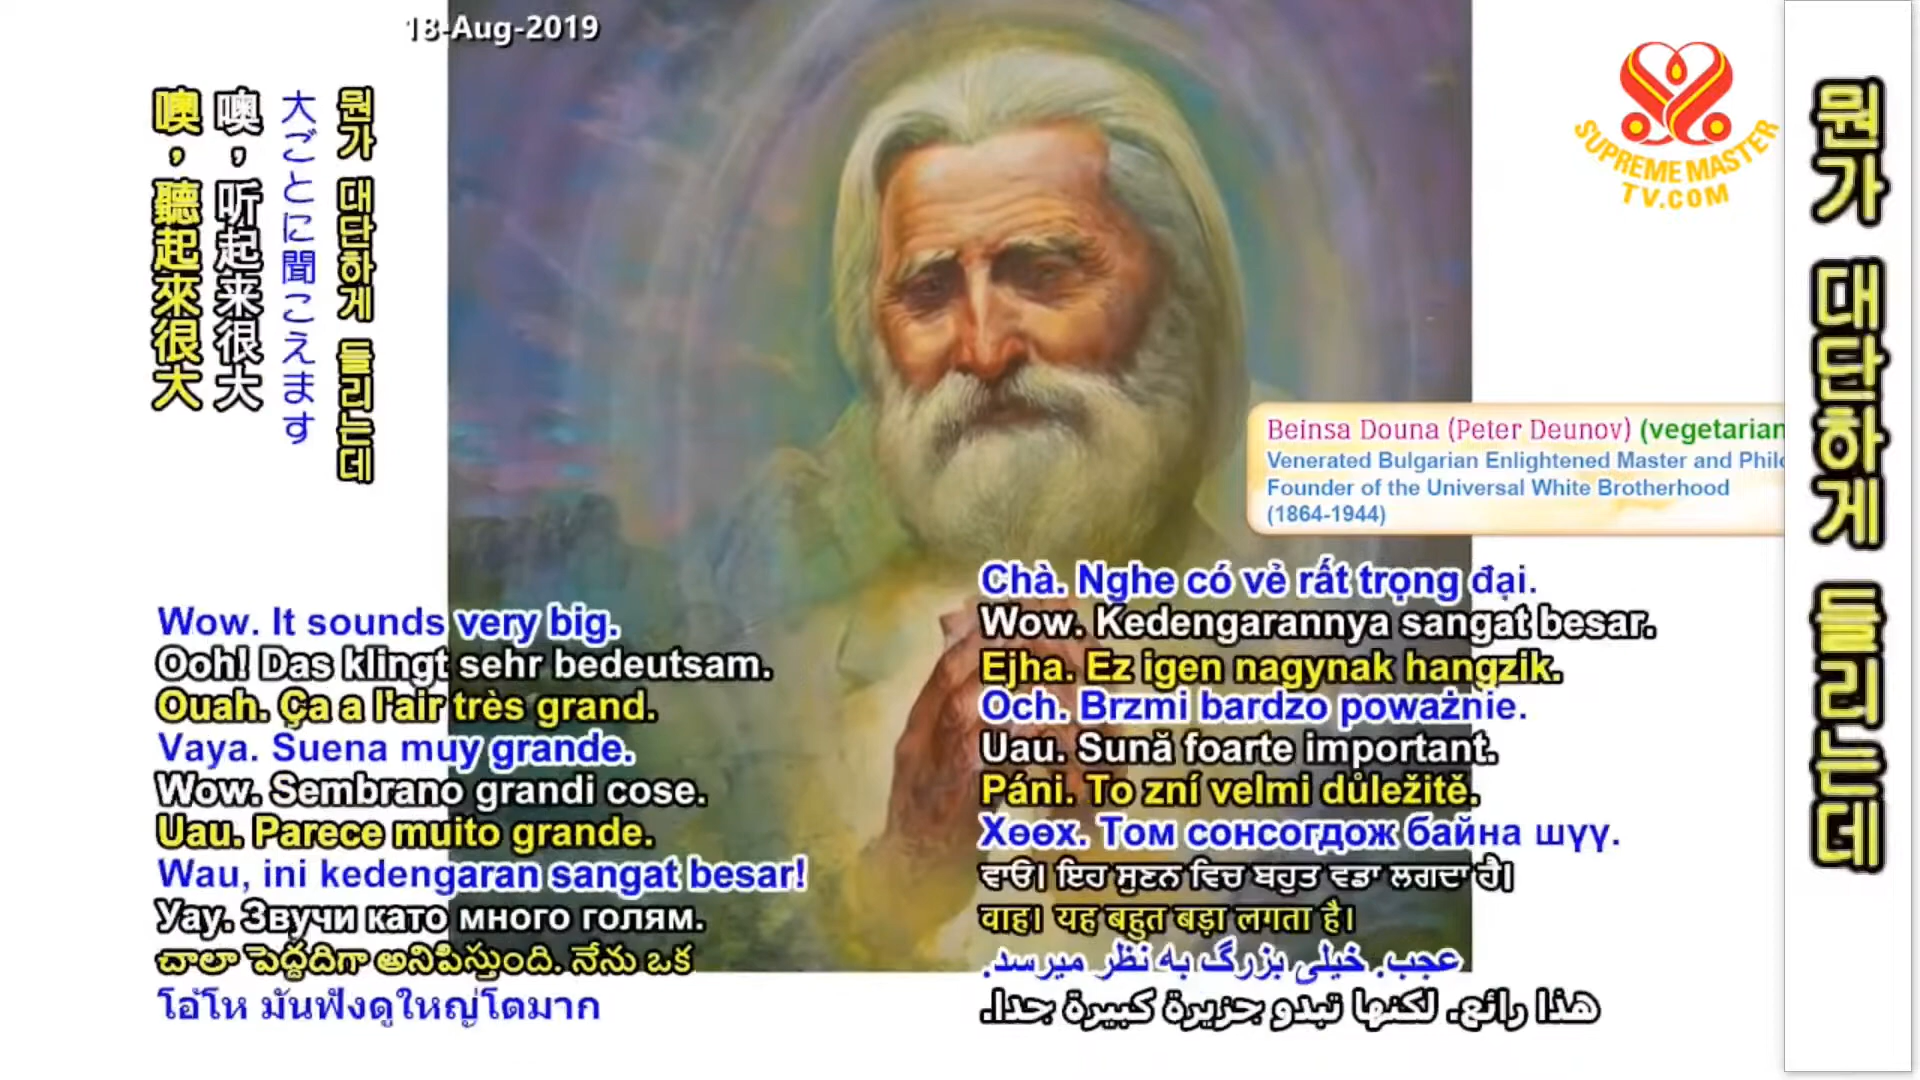 18-Aug-2019
噢，聽起來很大
噢，听起来很大
大ごとに聞こえます
뭔가 대단하게 들리는데
SUPREME MASTER
TV.COM
뭔가 대단하게 들리는데
Beinsa Douna (Peter Deunov) (vegetarian
Venerated Bulgarian Enlightened Master and Philo
Founder of the Universal White Brotherhood
(1864-1944)
Wow. It sounds very big.
Ooh! Das klingt sehr bedeutsam.
Ouah. Ça a l'air très grand.
Vaya. Suena muy grande.
Wow. Sembrano grandi cose.
Uau. Parece muito grande.
Wau, ini kedengaran sangat besar!
Уау. Звучи като много голям.
చాలా పెద్దదిగా అనిపిస్తుంది. నేను ఒక
โอ้โห มันฟังดูใหญ่โตมาก
Chà. Nghe có vẻ rất trọng đại.
Wow. Kedengarannya sangat besar.
Ejha. Ez igen nagynak hangzik.
Och. Brzmi bardzo poważnie.
Uau. Sună foarte important.
Páni. To zní velmi důležitě.
Хөөх. Том сонсогдож байна шүү.
ਵਾਓ। ਇਹ ਸੁਣਨ ਵਿਚ ਬਹੁਤ ਵਡਾ ਲਗਦਾ ਹੈ।
वाह। यह बहुत बड़ा लगता है।
عجب. خیلی بزرگ به نظر میرسد.
هذا رائع. لكنها تبدو جزيرة كبيرة جدا.